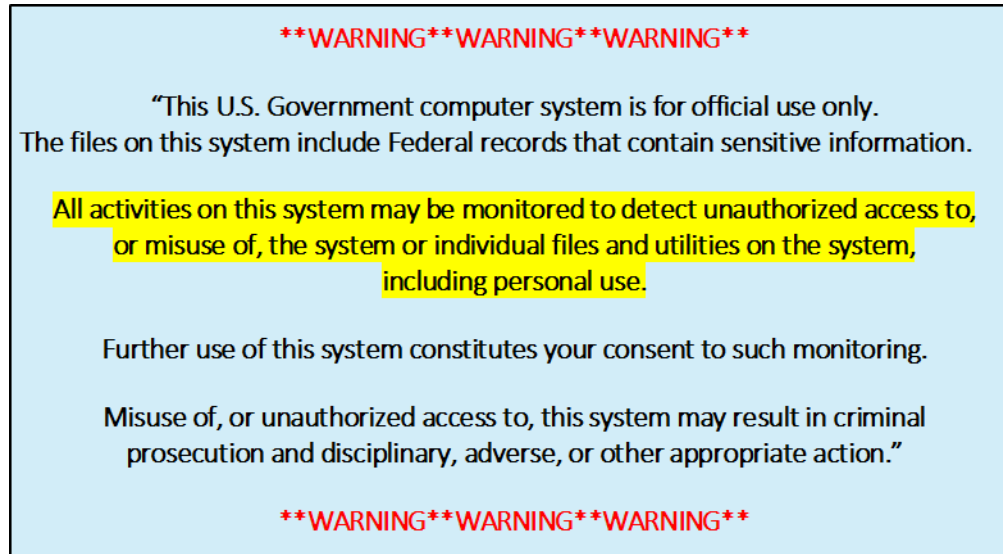 **WARNING**WARNING**WARNING**
“This U.S. Government computer system is for official use only.
The files on this system include Federal records that contain sensitive information.
All activities on this system may be monitored to detect unauthorized access to,
or misuse of, the system or individual files and utilities on the system,
including personal use.
Further use of this system constitutes your consent to such monitoring.
Misuse of, or unauthorized access to, this system may result in criminal
prosecution and disciplinary, adverse, or other appropriate action.”
**WARNING**WARNING**WARNING**